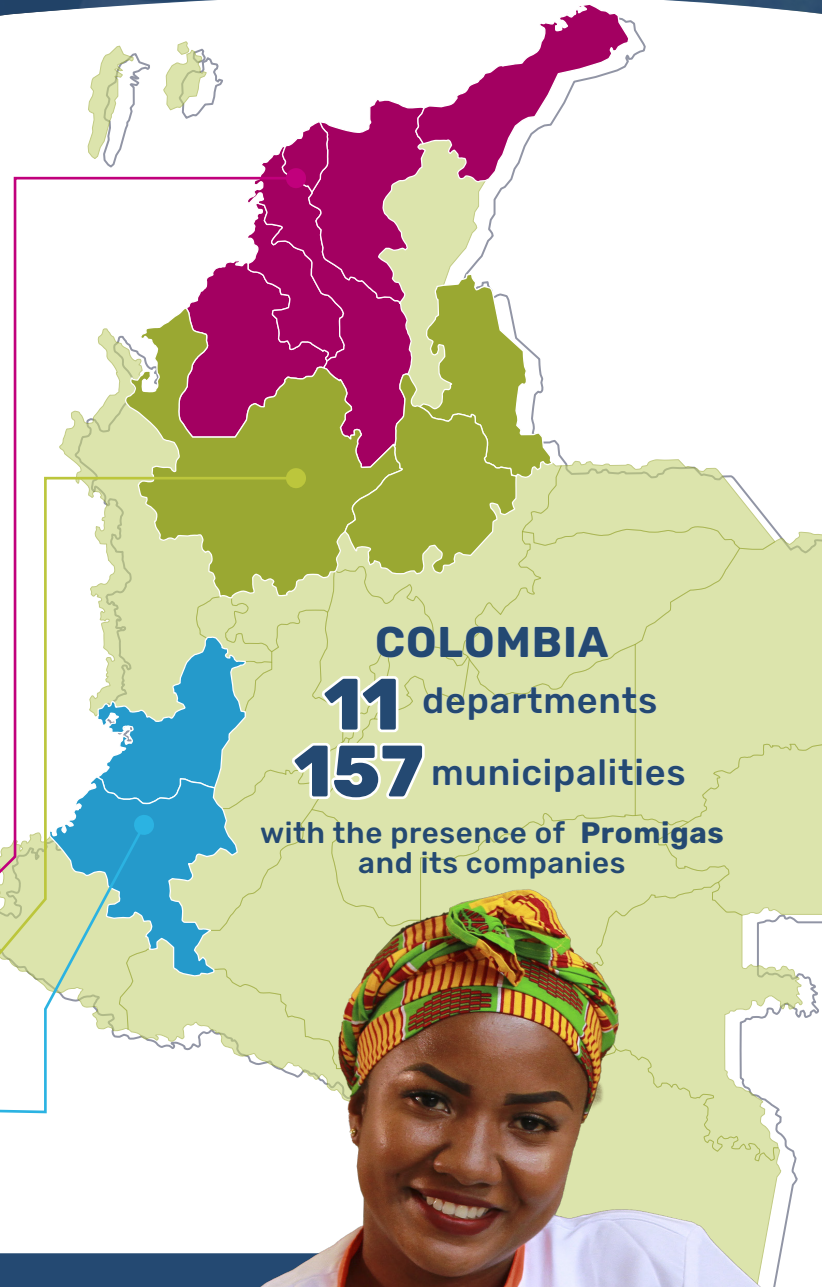 COLOMBIA
11 departments
157 municipalities
with the presence of Promigas
and its companies